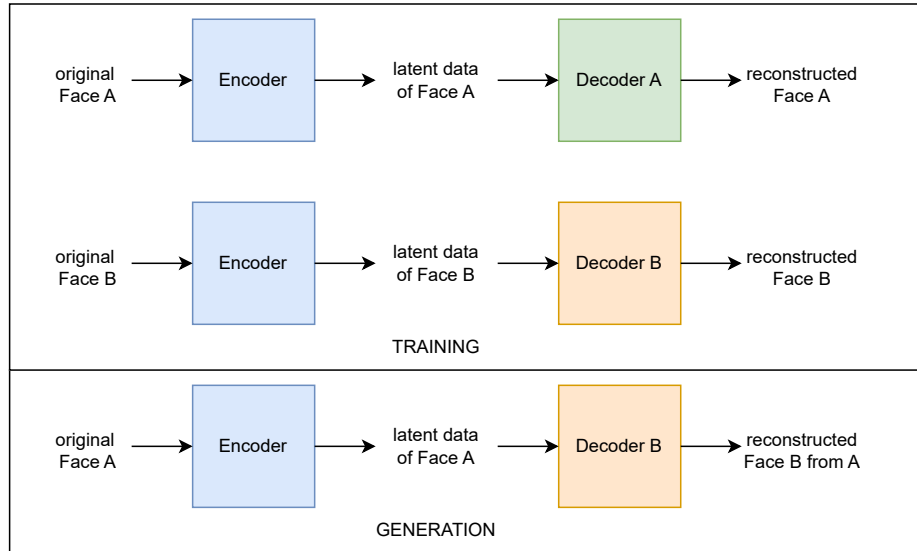 original
Face A
Encoder
latent data
of Face A
Decoder A
reconstructed
Face A
original
Face B
Encoder
latent data
of Face B
Decoder B
reconstructed
Face B
TRAINING
original
Face A
Encoder
latent data
of Face A
Decoder B
reconstructed
Face B from A
GENERATION